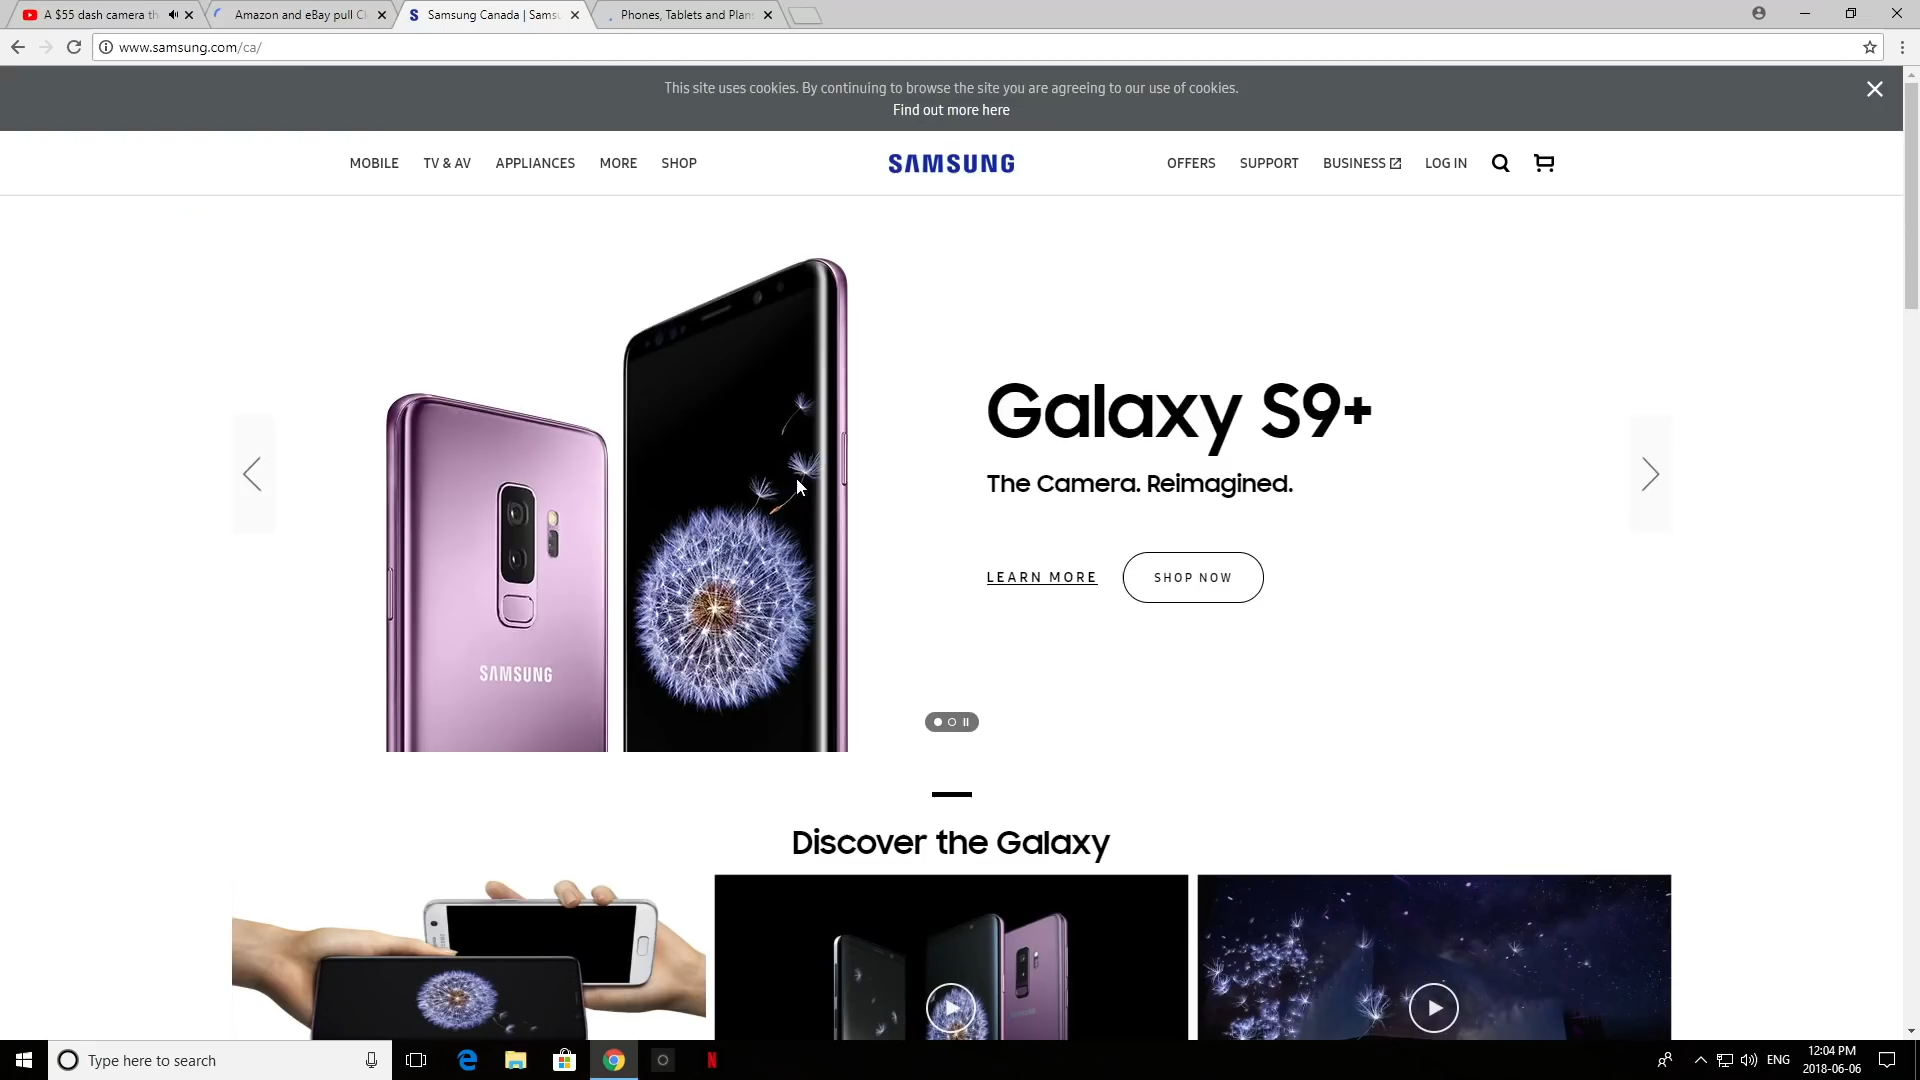 A $55 dash camera th
Amazon and eBay pull Cl
Samsung Canada | Sams
Phones, Tablets and Plans
www.samsung.com/ca/
This site uses cookies. By continuing to browse the site you are agreeing to our use of cookies.
Find out more here
MOBILE TV & AV APPLIANCES MORE SHOP SAMSUNG OFFERS SUPPORT BUSINESS LOG IN
Galaxy S9+
The Camera. Reimagined.
LEARN MORE SHOP NOW
SAMSUNG
Discover the Galaxy
Type here to search
ENG
12:04 PM
2018-06-06